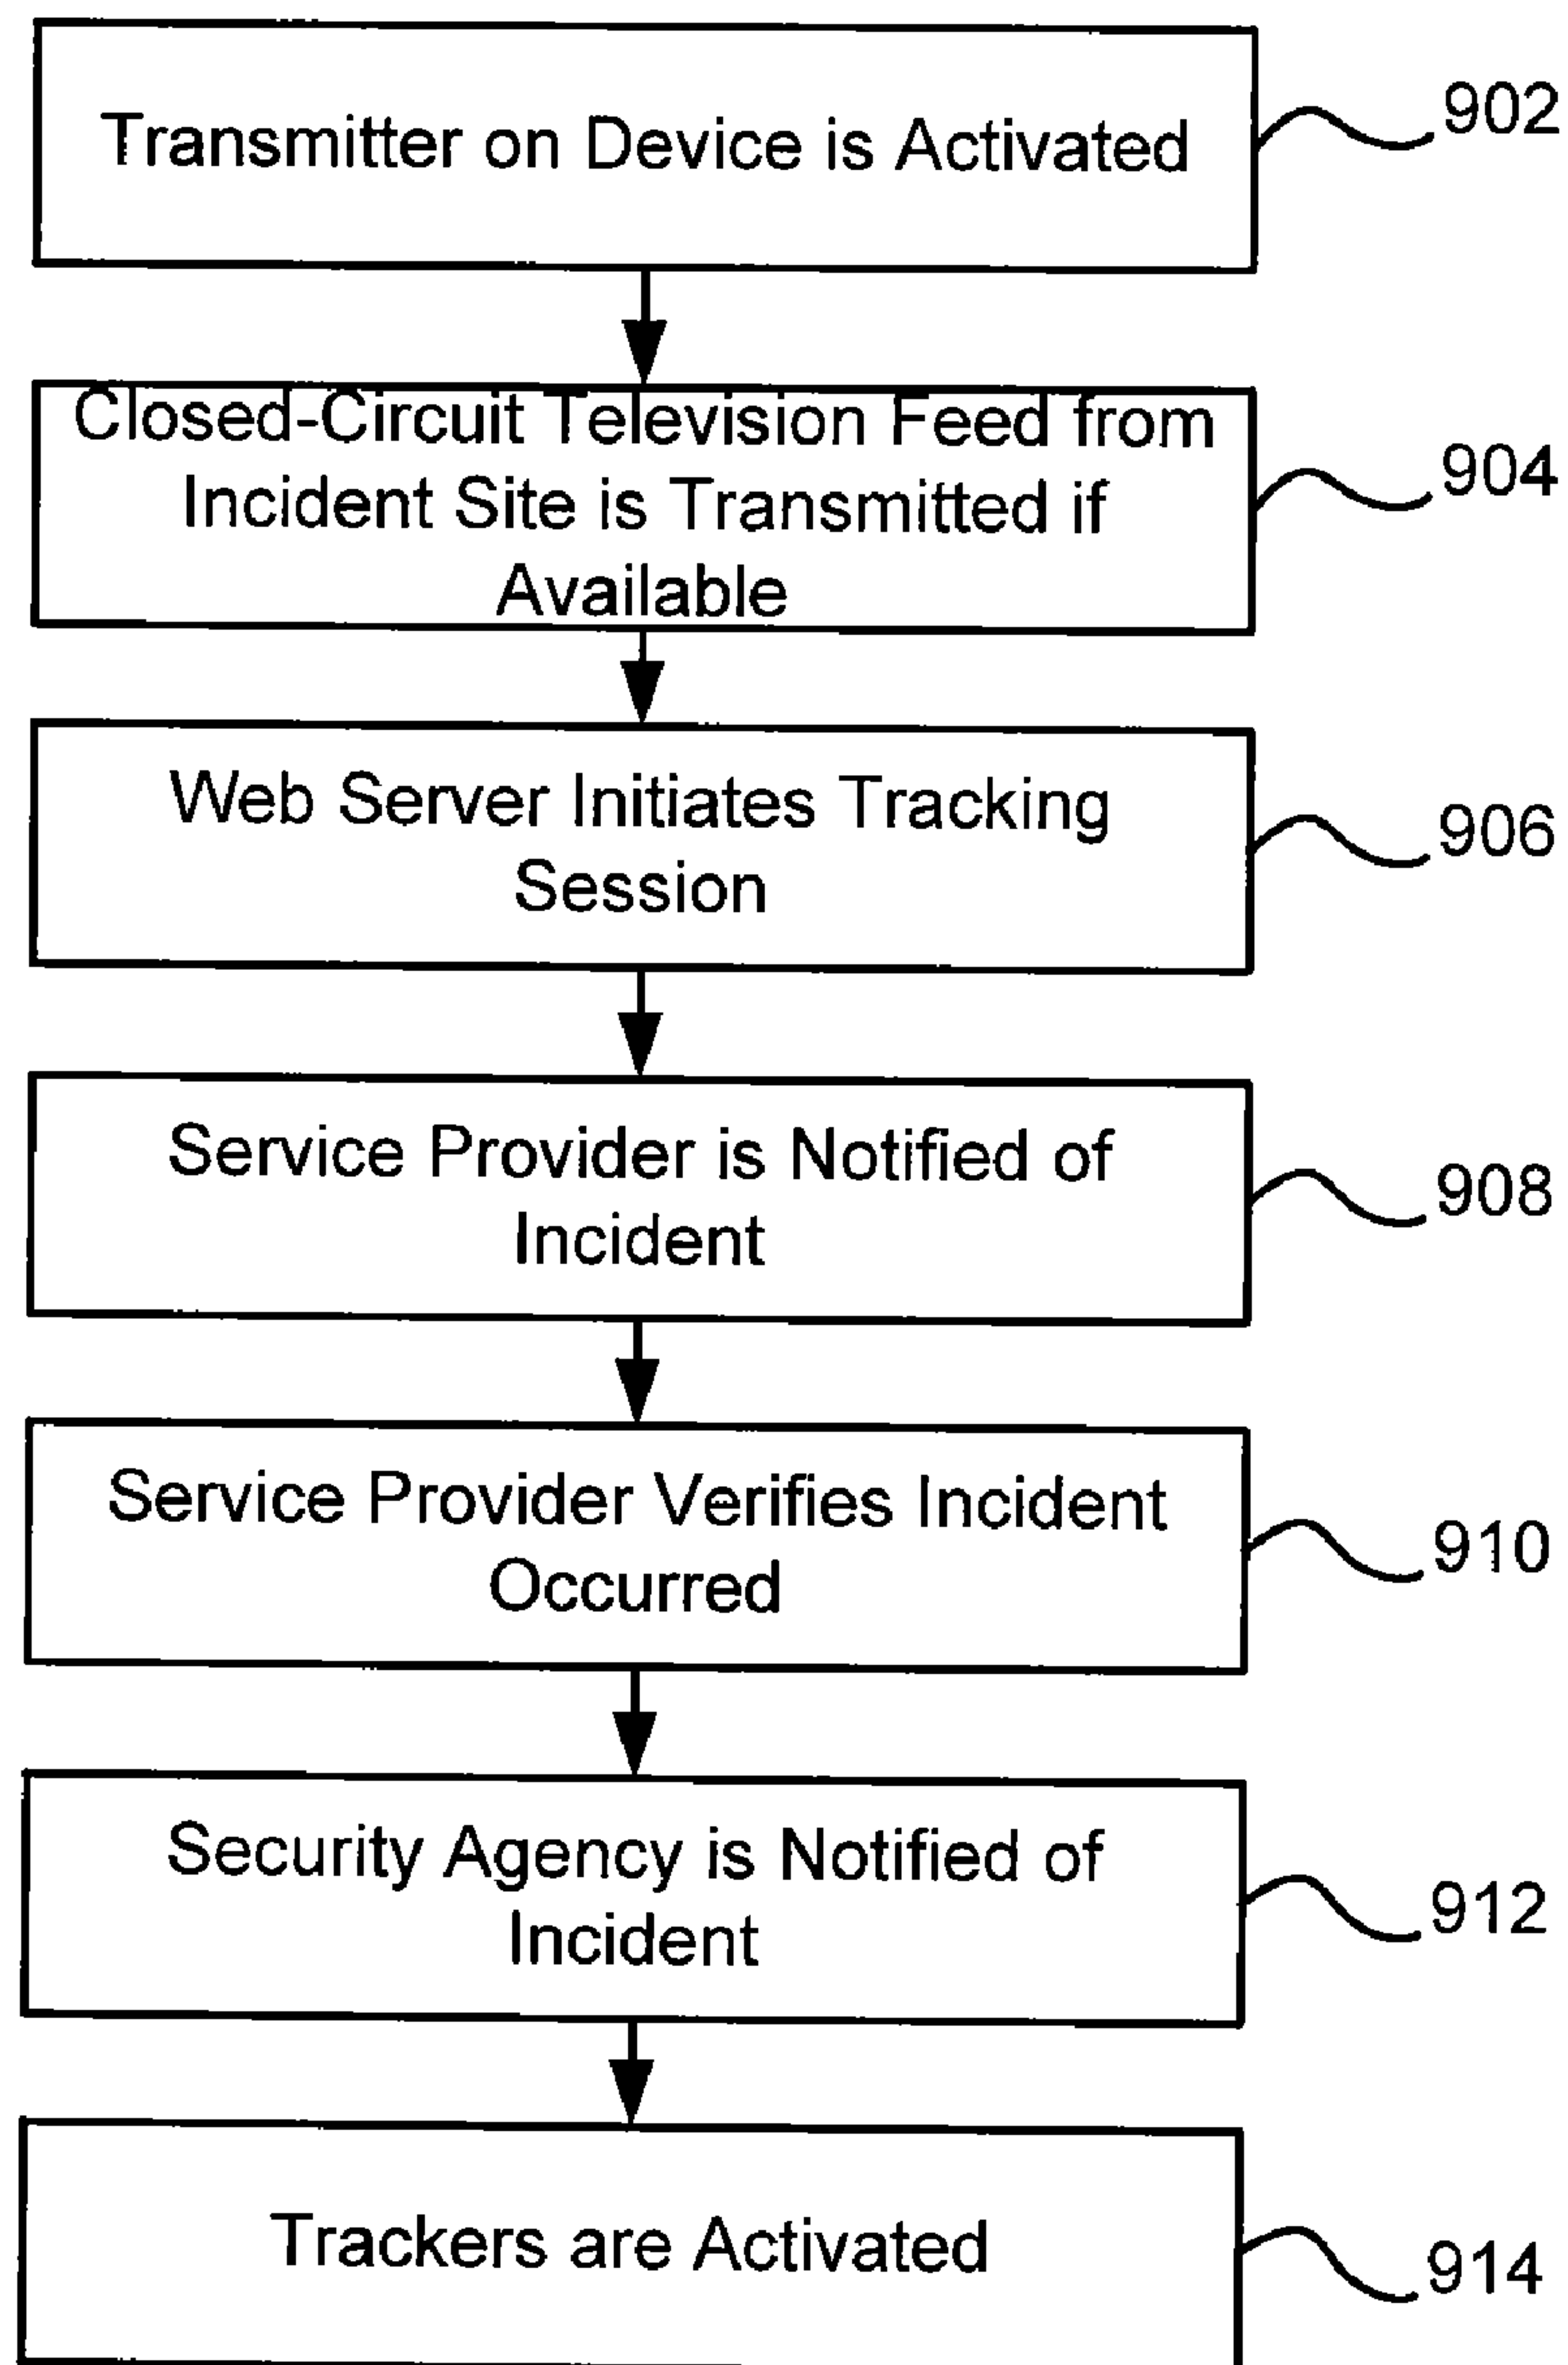 Transmitter on Device is Activated
902
Closed-Circuit Television Feed from
Incident Site is Transmitted if
Available
904
Web Server Initiates Tracking
Session
906
Service Provider is Notified of
Incident
908
Service Provider Verifies Incident
Occurred
910
Security Agency is Notified of
Incident
912
Trackers are Activated
914